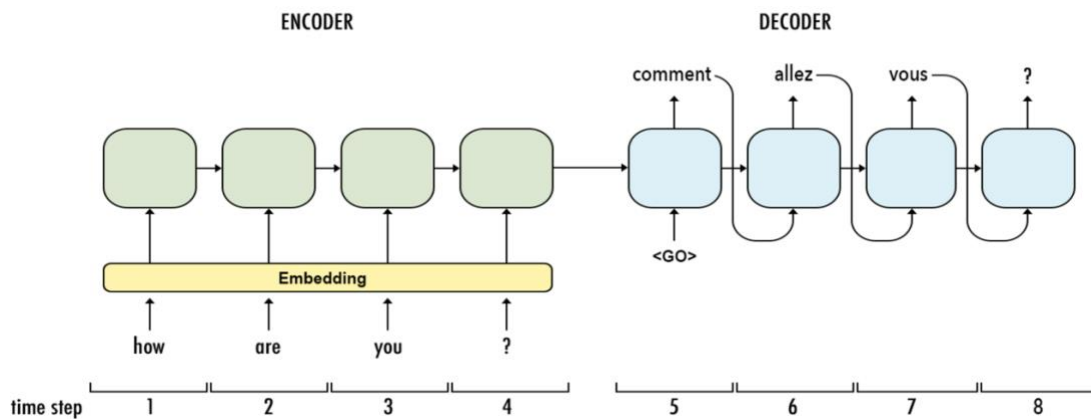 ENCODER DECODER
comment allez vous ?
<GO>
Embedding
how are you ?
time step 1 2 3 4 5 6 7 8